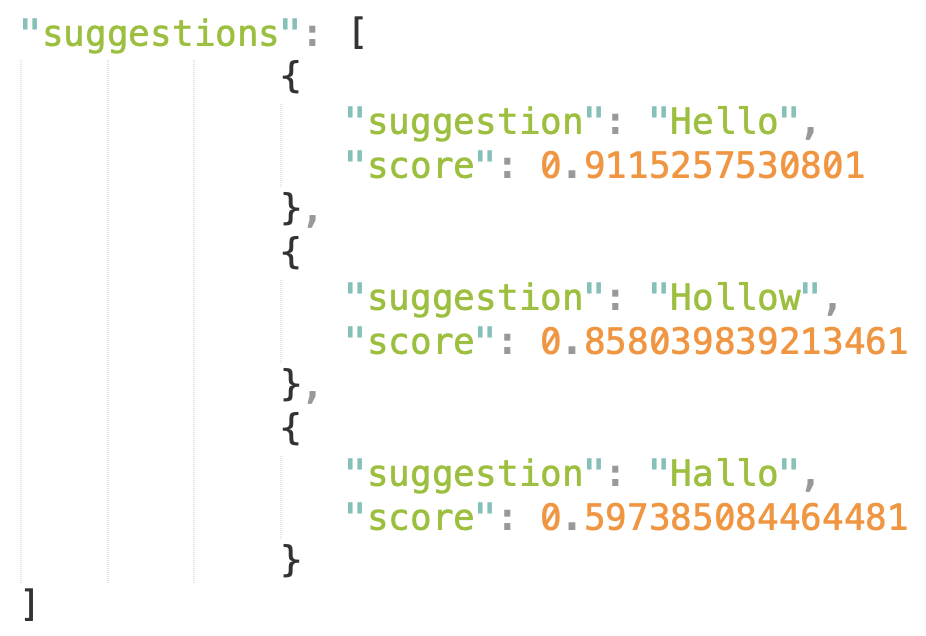 "suggestions": [
{
"suggestion": "Hello",
"score": 0.9115257530801
},
{
"suggestion": "Hollow",
"score": 0.858039839213461
},
{
"suggestion": "Hallo",
"score": 0.597385084464481
}
]